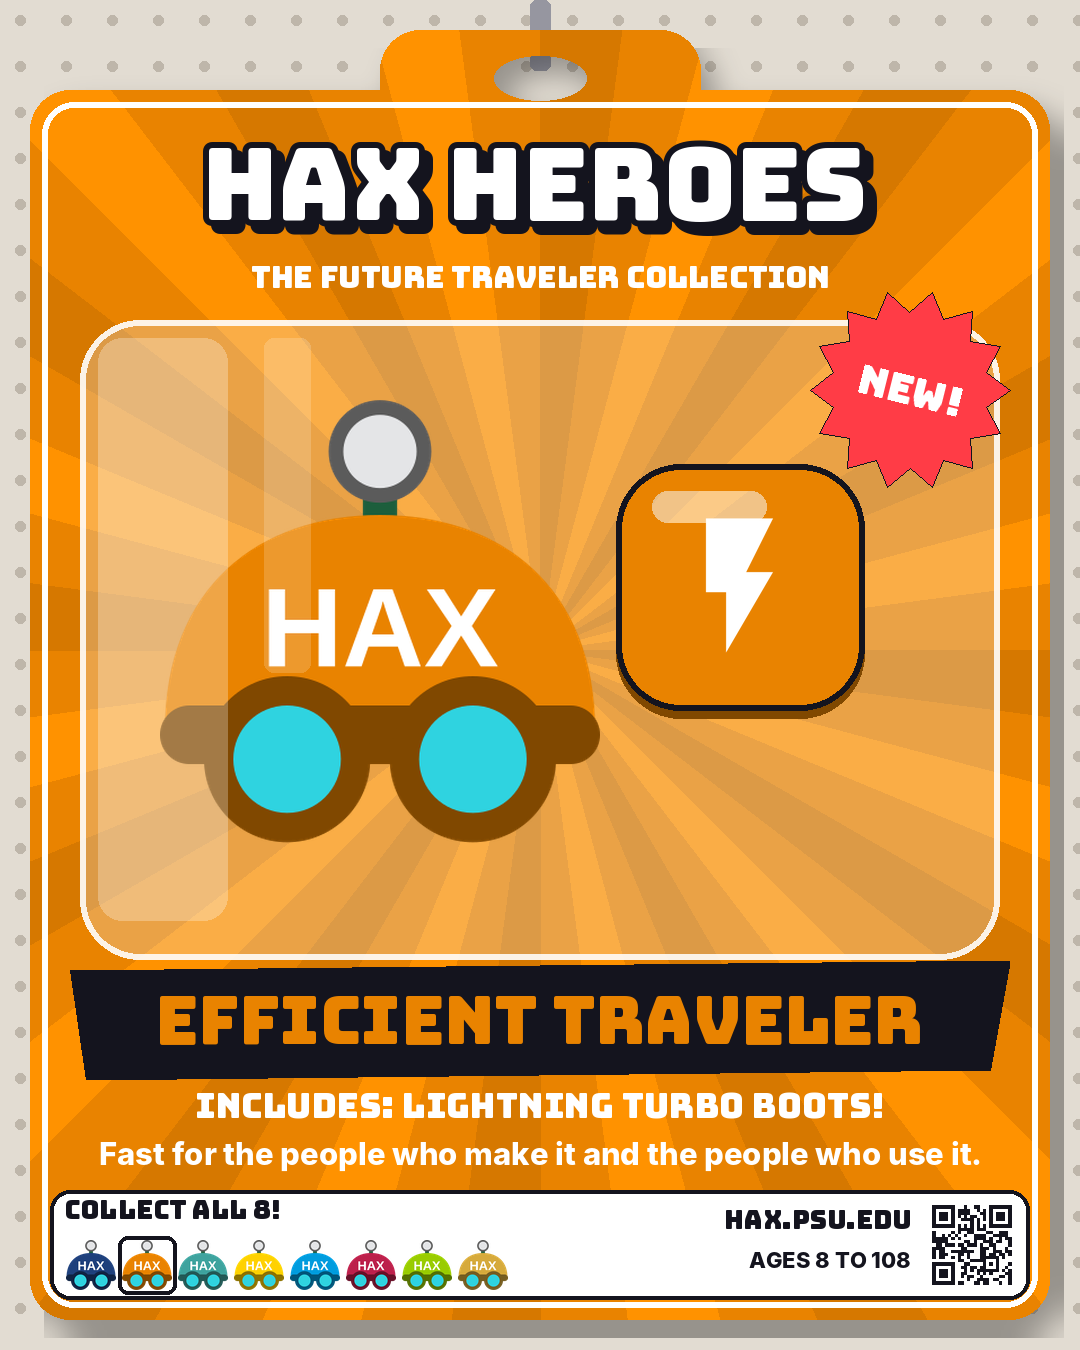 HAX HEROES
THE FUTURE TRAVELER COLLECTION
NEW!
HAX
EFFICIENT TRAVELER
INCLUDES: LIGHTNING TURBO BOOTS!
Fast for the people who make it and the people who use it.
COLLECT ALL 8!
HAX HAX HAX HAX HAX HAX HAX HAX
HAX.PSU.EDU
AGES 8 TO 108